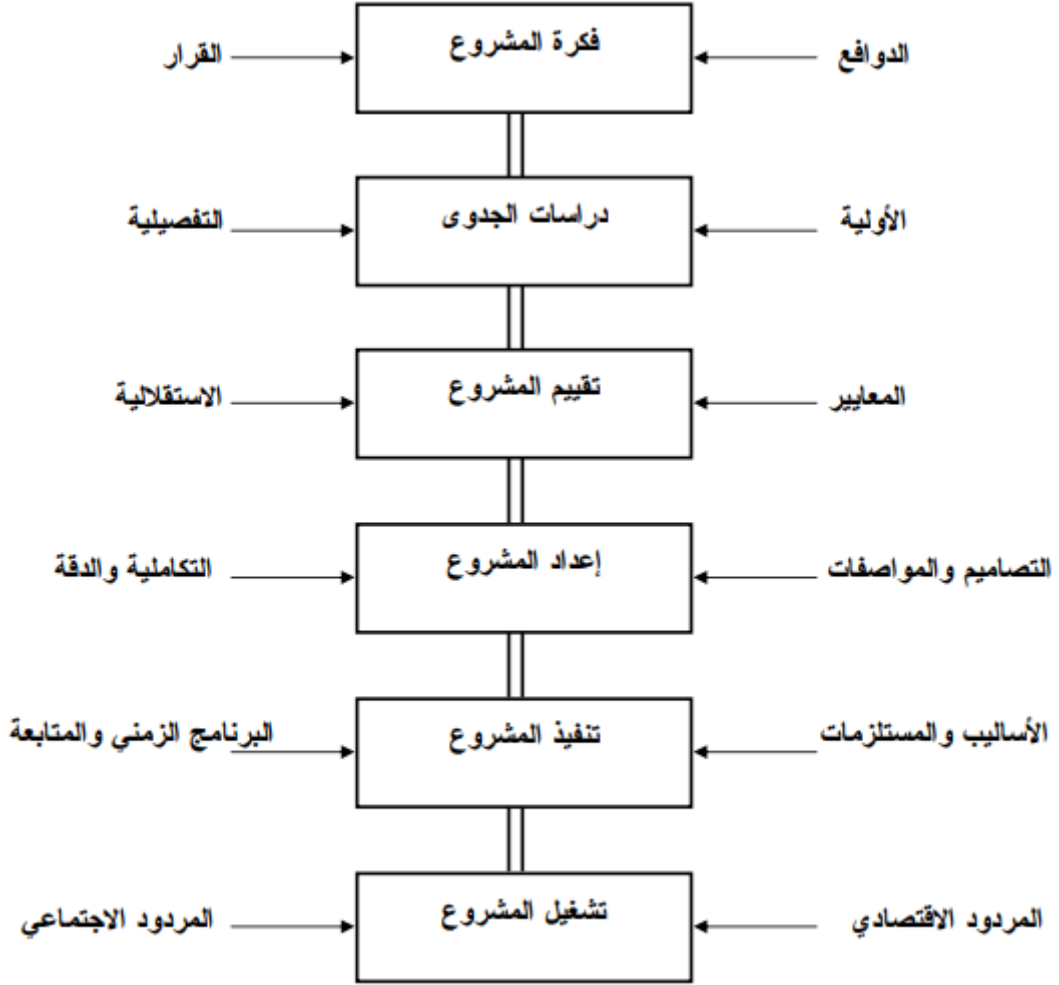 فكرة المشروع
الدوافع
القرار
دراسات الجدوى
الأولية
التفصيلية
تقييم المشروع
المعايير
الاستقلالية
إعداد المشروع
التصاميم والمواصفات
التكاملية والدقة
تنفيذ المشروع
الأساليب والمستلزمات
البرنامج الزمني والمتابعة
تشغيل المشروع
المردود الاقتصادي
المردود الاجتماعي